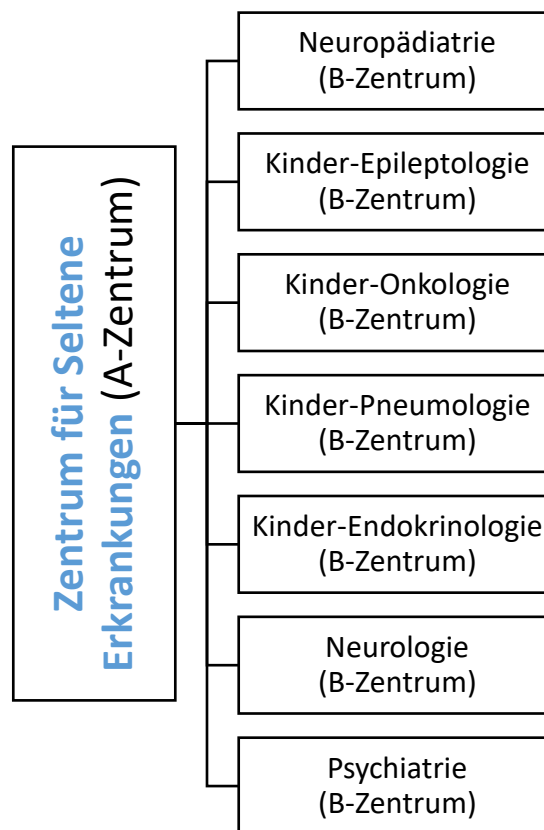 Zentrum für Seltene
Erkrankungen (A-Zentrum)
Neuropädiatrie
(B-Zentrum)
Kinder-Epileptologie
(B-Zentrum)
Kinder-Onkologie
(B-Zentrum)
Kinder-Pneumologie
(B-Zentrum)
Kinder-Endokrinologie
(B-Zentrum)
Neurologie
(B-Zentrum)
Psychiatrie
(B-Zentrum)